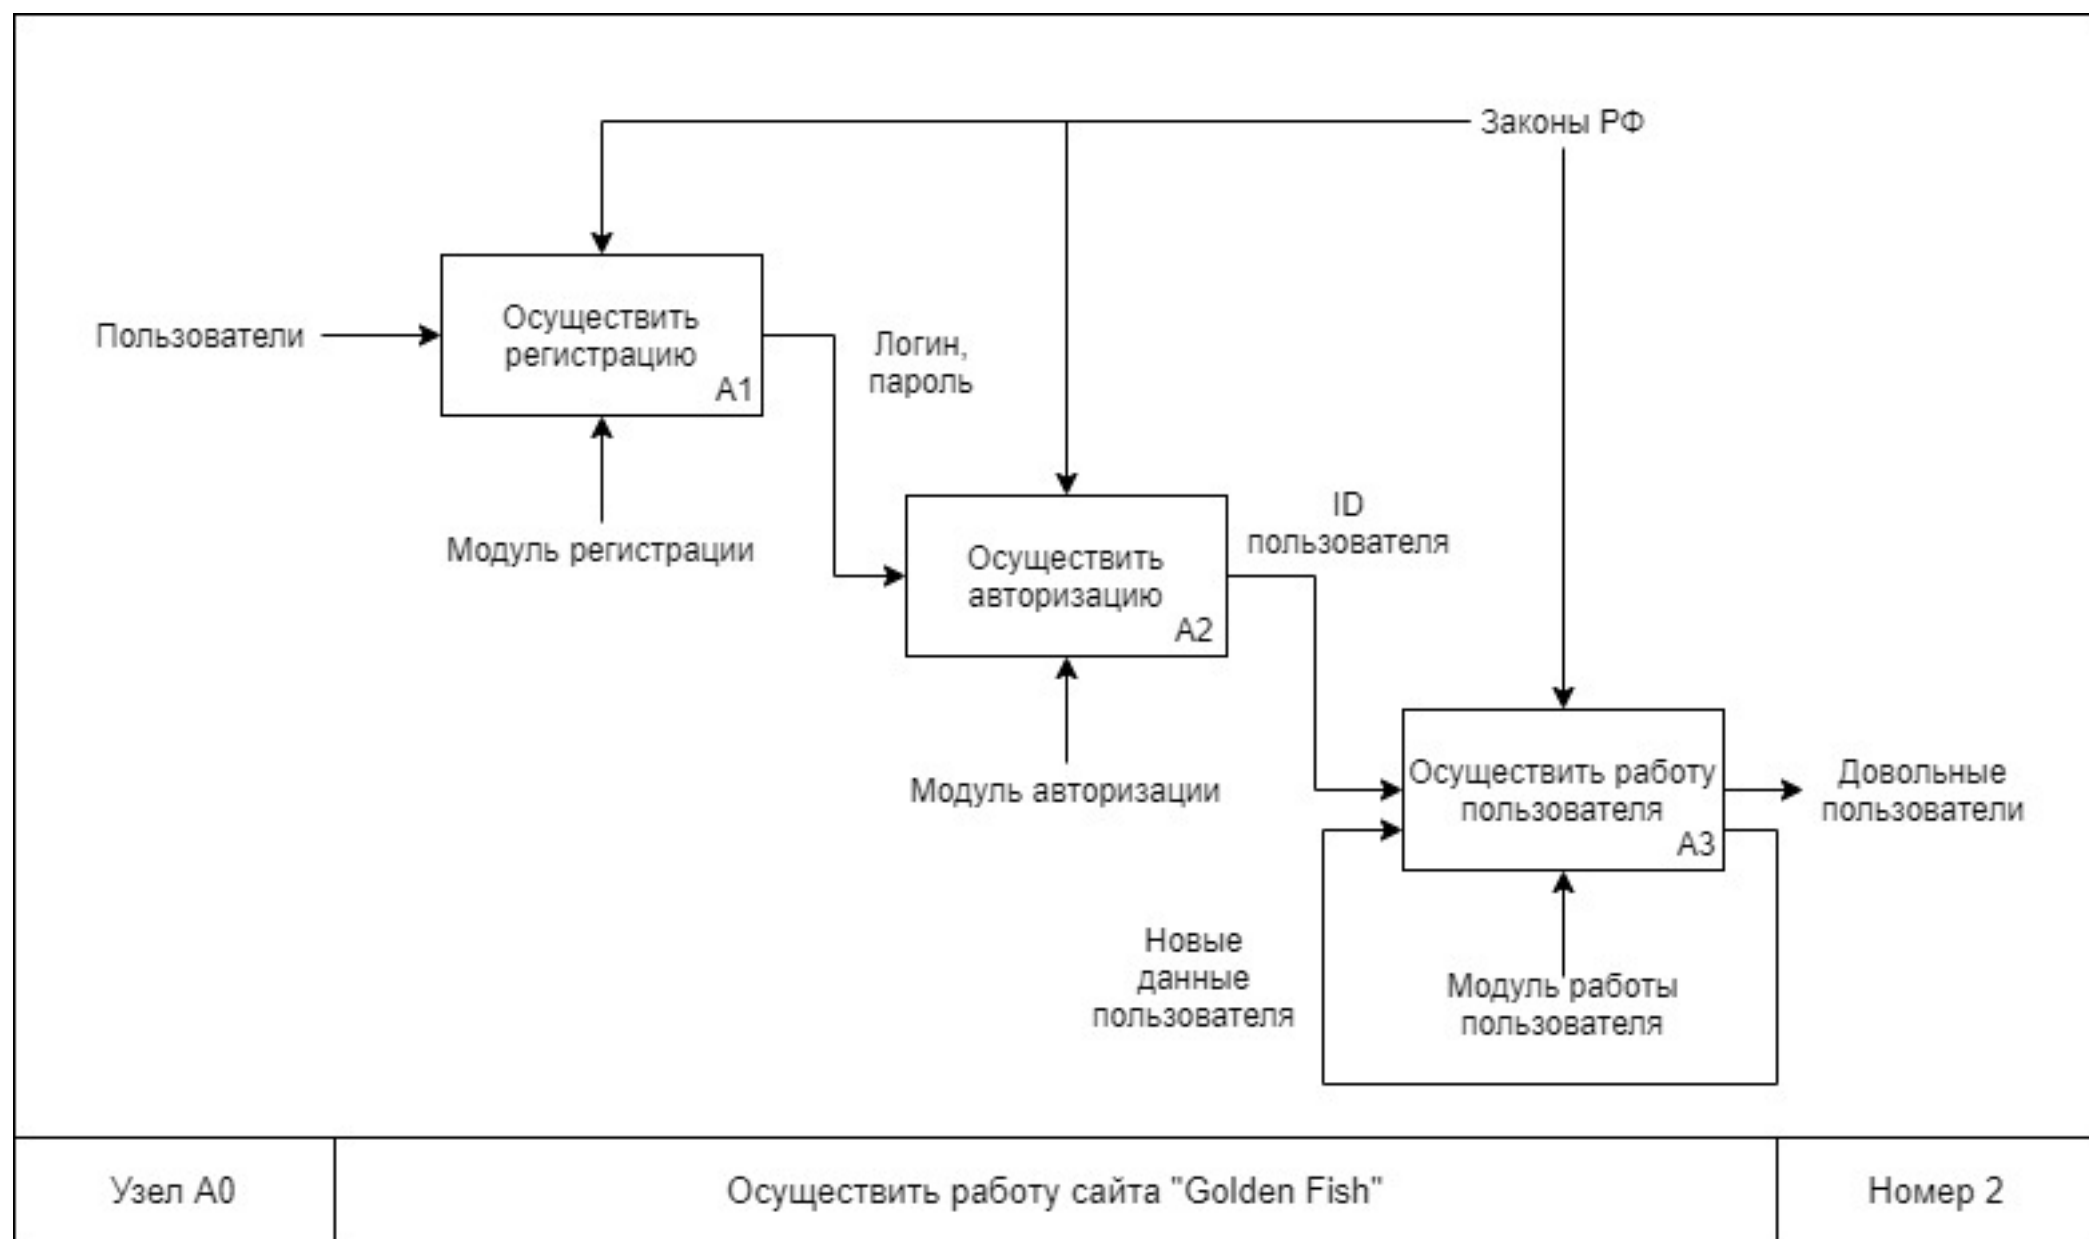 Законы РФ
Пользователи
Осуществить
регистрацию
A1
Логин,
пароль
Модуль регистрации
ID
пользователя
Осуществить
авторизацию
A2
Модуль авторизации
Осуществить работу
пользователя
A3
Довольные
пользователи
Новые
данные
пользователя
Модуль работы
пользователя
Узел A0
Осуществить работу сайта "Golden Fish"
Номер 2